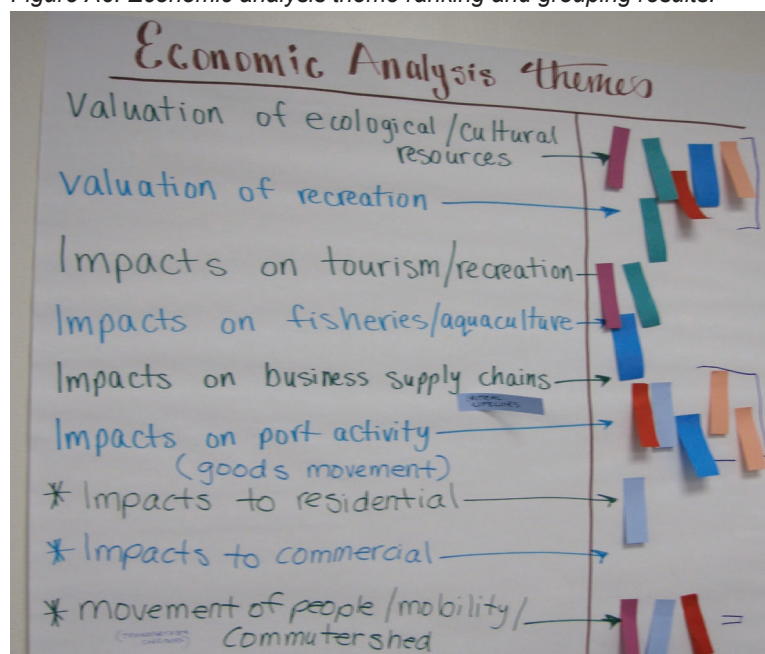 Figure A6. Economic analysis theme ranking and grouping results.
Economic Analysis themes
Valuation of ecological/cultural
resources
Valuation of recreation
Impacts on tourism/recreation
Impacts on fisheries/aquaculture
Impacts on business supply chains
LIFELINES
Impacts on port activity
(goods movement)
* Impacts to residential
* Impacts to commercial
* movement of people/mobility/
Commutershed